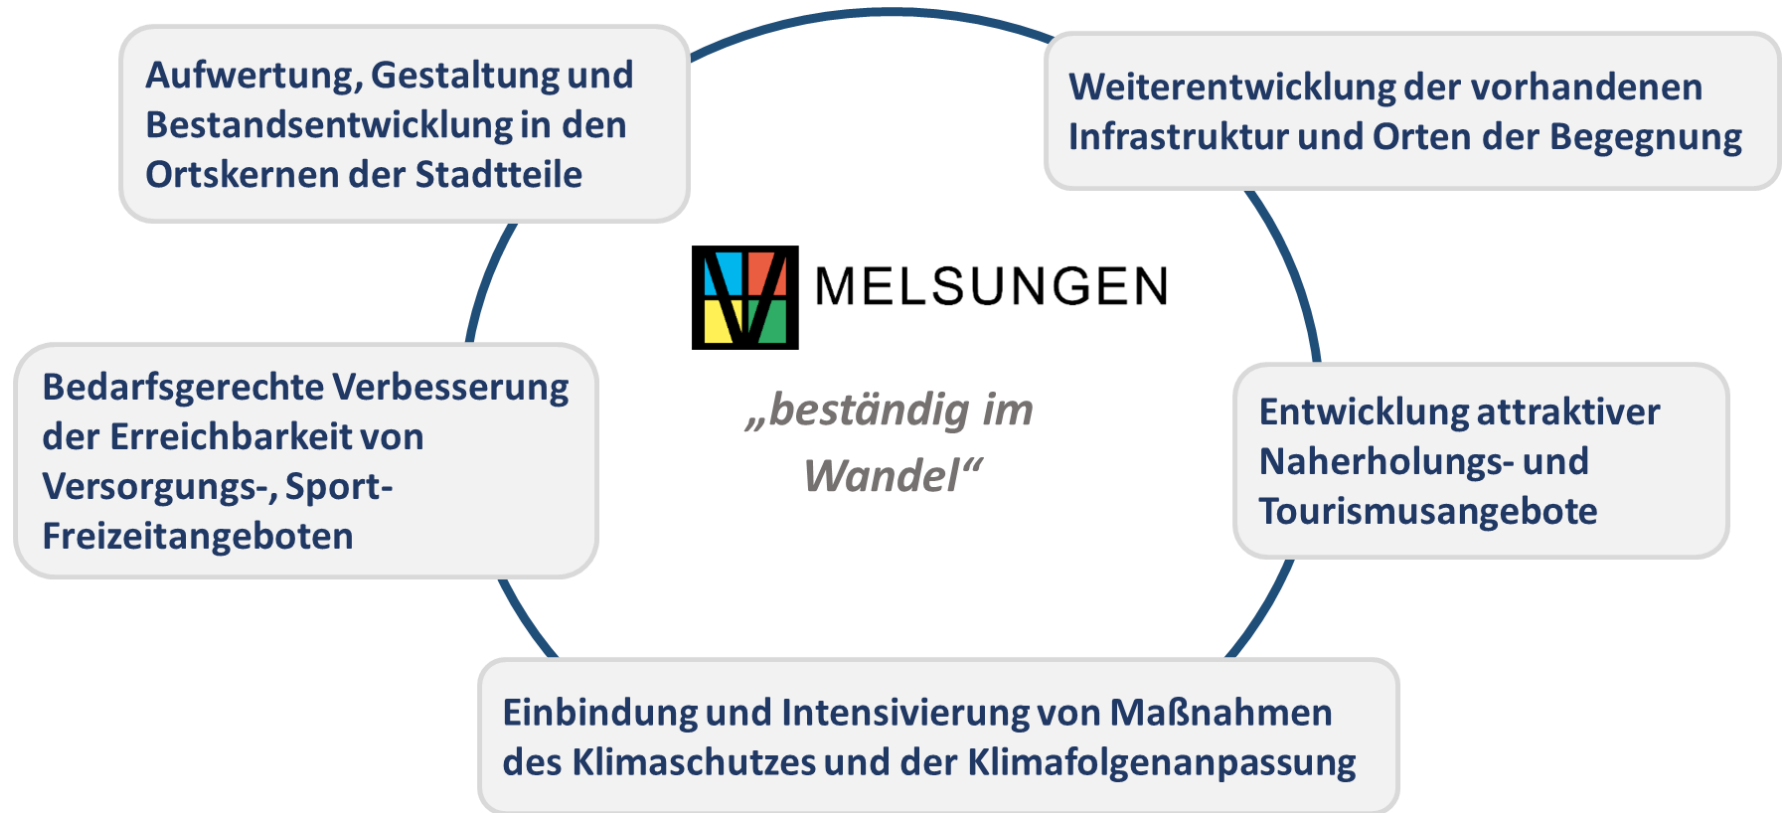 Aufwertung, Gestaltung und
Bestandsentwicklung in den
Ortskernen der Stadtteile
Weiterentwicklung der vorhandenen
Infrastruktur und Orten der Begegnung
MELSUNGEN
„beständig im
Wandel“
Bedarfsgerechte Verbesserung
der Erreichbarkeit von
Versorgungs-, Sport-
Freizeitangeboten
Entwicklung attraktiver
Naherholungs- und
Tourismusangebote
Einbindung und Intensivierung von Maßnahmen
des Klimaschutzes und der Klimafolgenanpassung